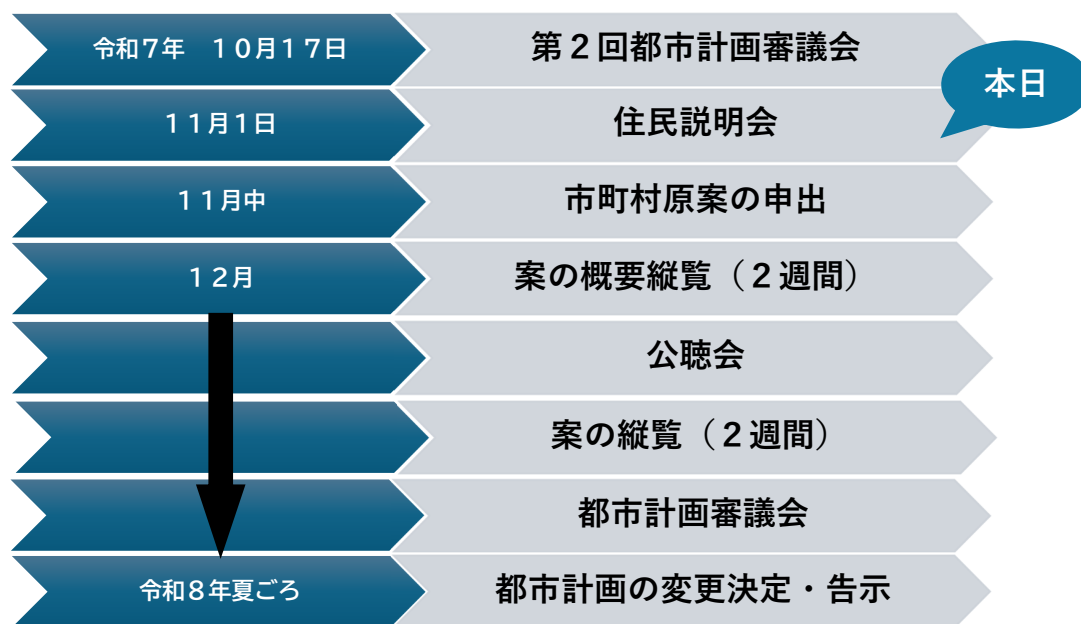 令和７年　１０月１７日
第２回都市計画審議会
本日
１１月１日
住民説明会
１１月中
市町村原案の申出
１２月
案の概要縦覧（２週間）
公聴会
案の縦覧（２週間）
都市計画審議会
令和８年夏ごろ
都市計画の変更決定・告示